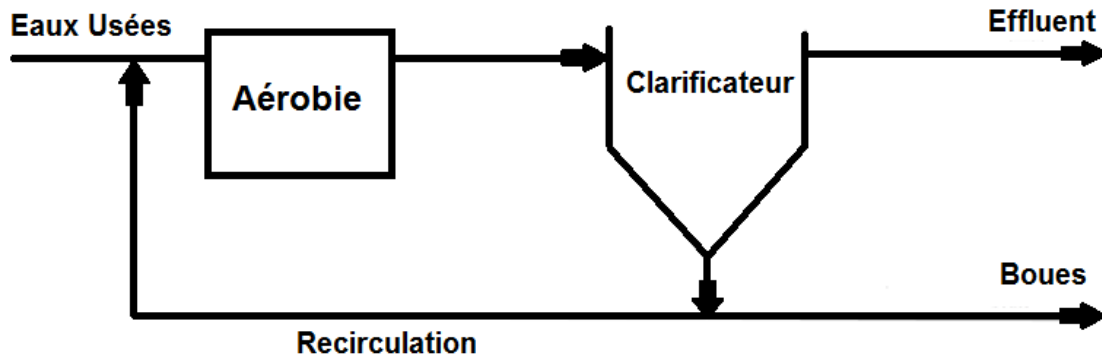 Eaux Usées
Effluent
Aérobie
Clarificateur
Boues
Recirculation